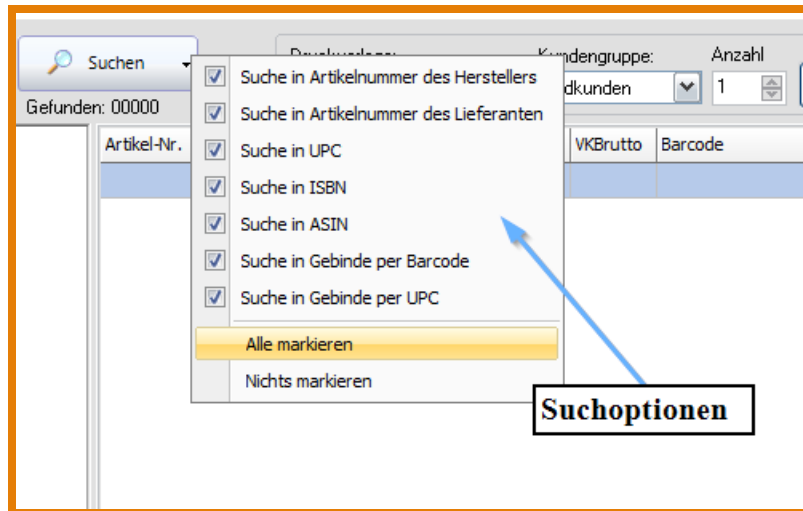 Suchen
Kundengruppe:
Anzahl
dkunden
1
Gefunden: 00000
Suche in Artikelnummer des Herstellers
Suche in Artikelnummer des Lieferanten
Suche in UPC
Suche in ISBN
Suche in ASIN
Suche in Gebinde per Barcode
Suche in Gebinde per UPC
Alle markieren
Nichts markieren
Artikel-Nr.
VKBrutto
Barcode
Suchoptionen